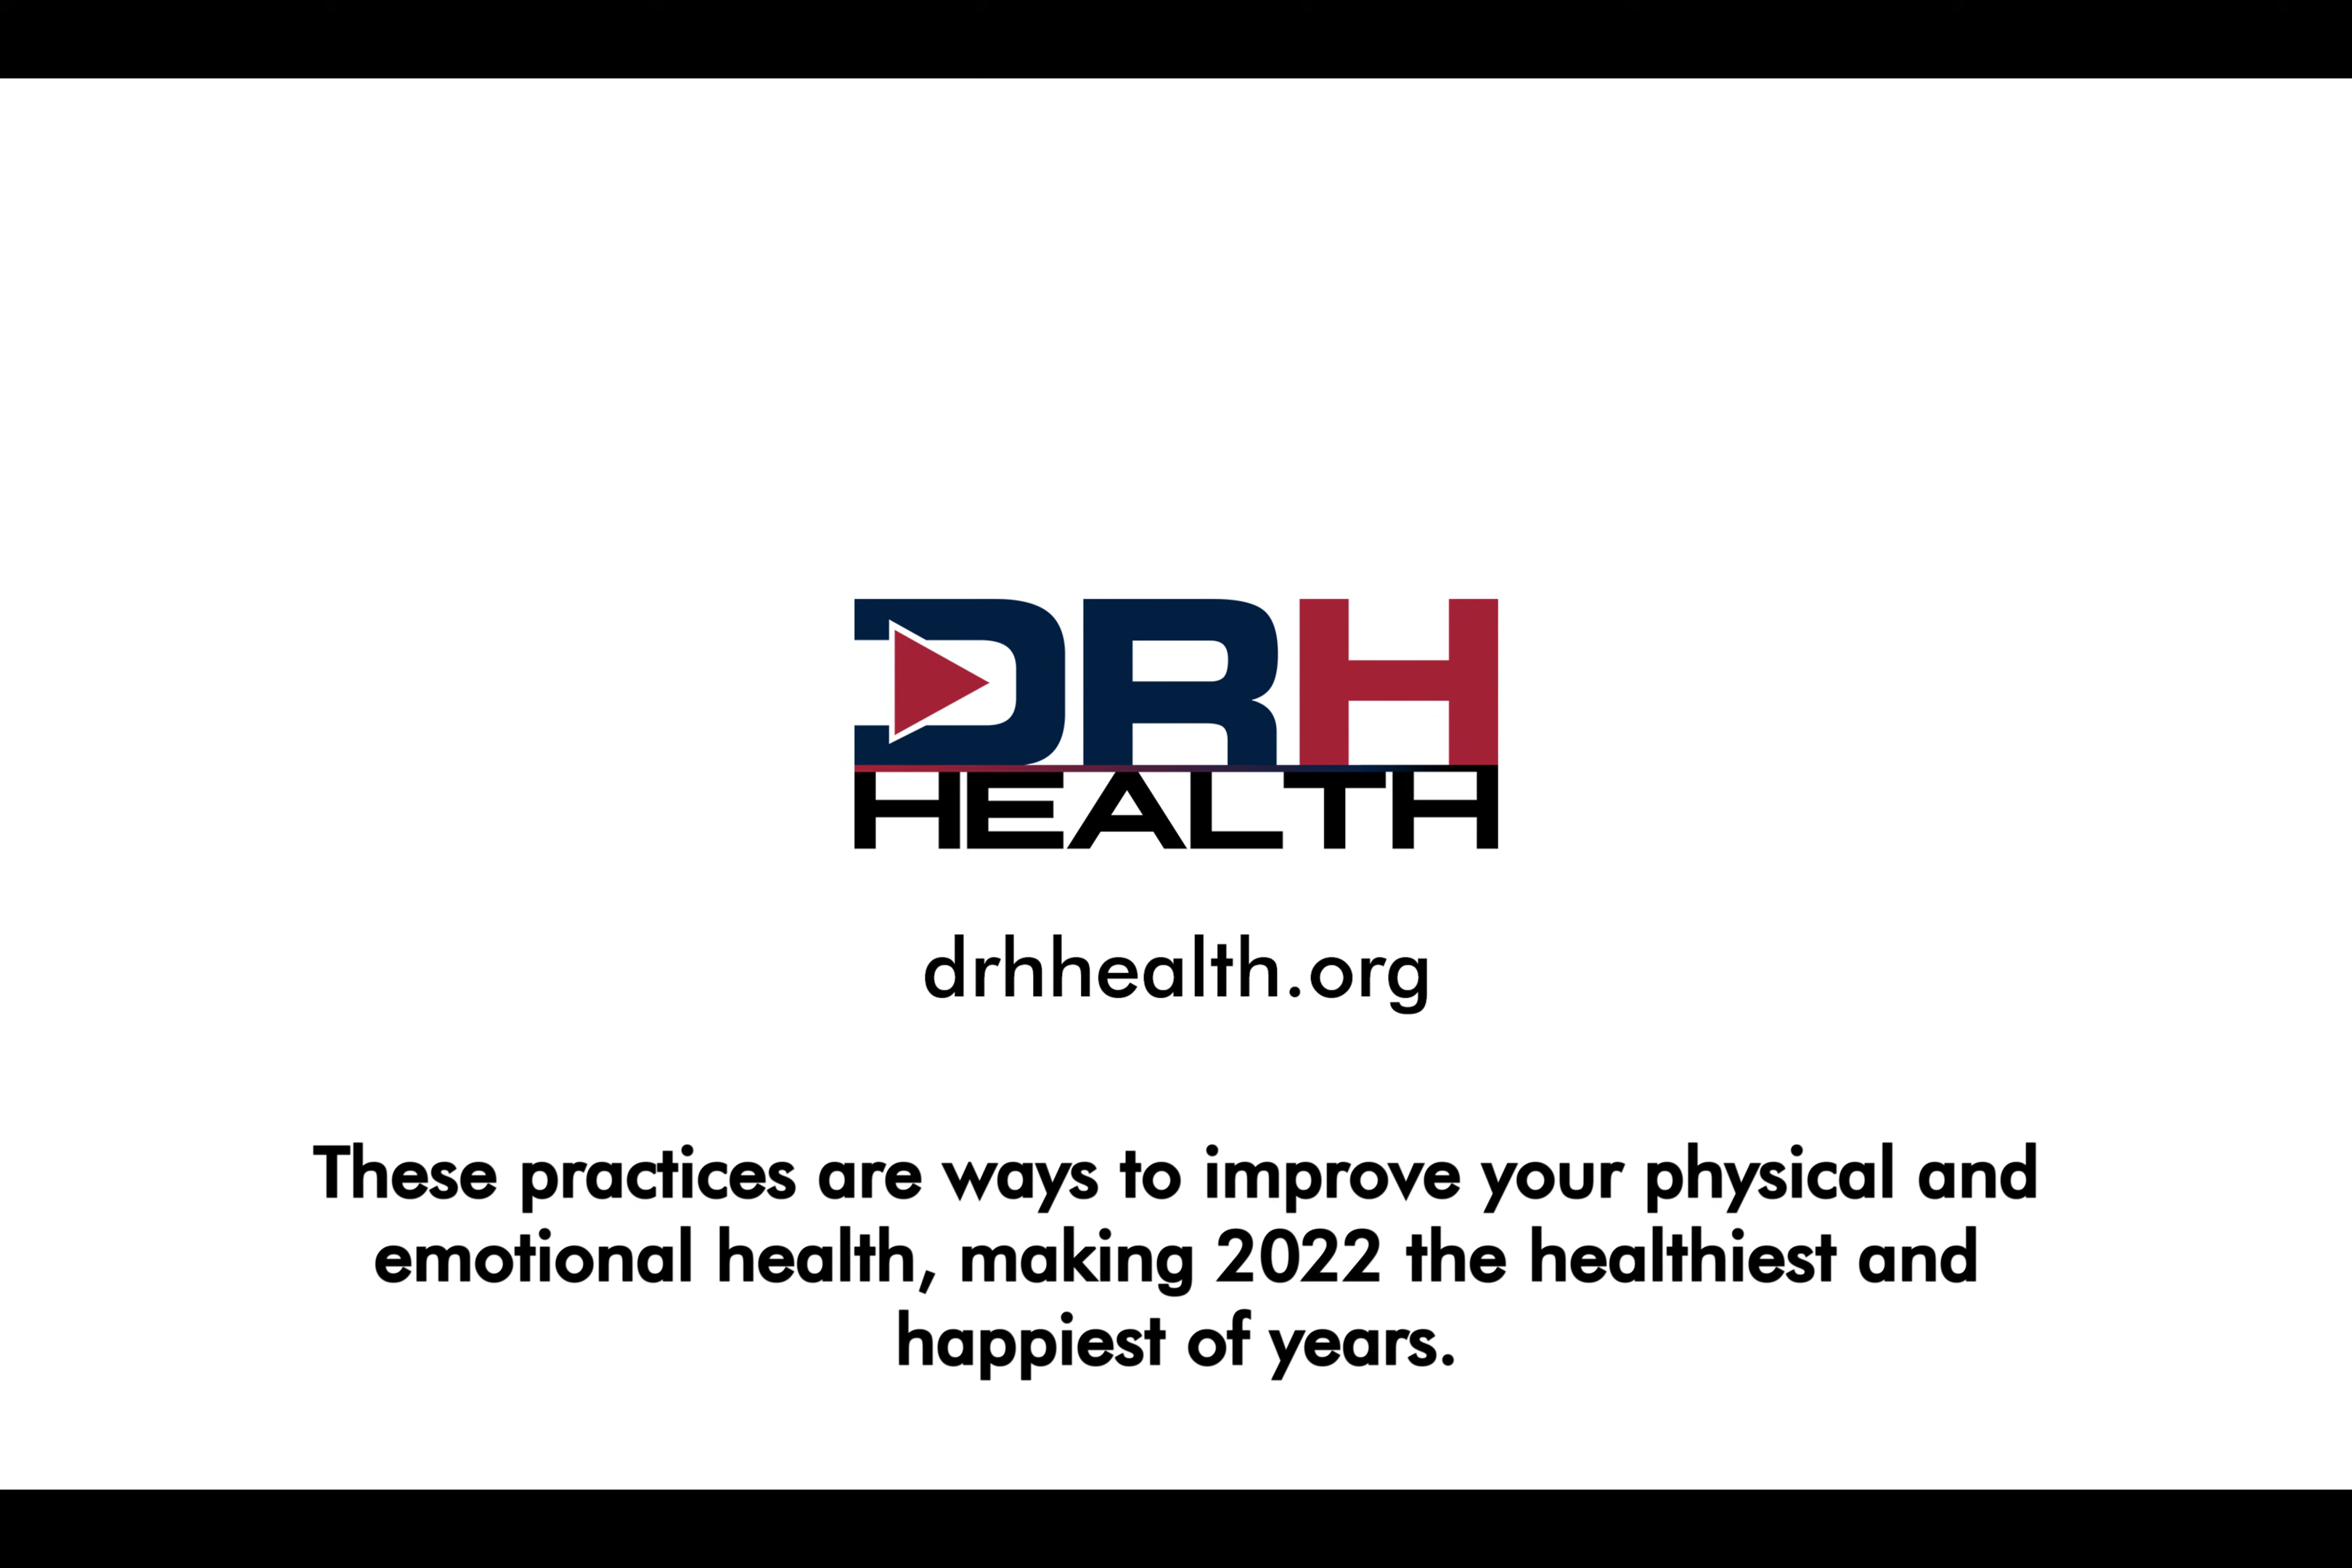 DRH
HEALTH
drhhealth.org
These practices are ways to improve your physical and
emotional health, making 2022 the healthiest and
happiest of years.